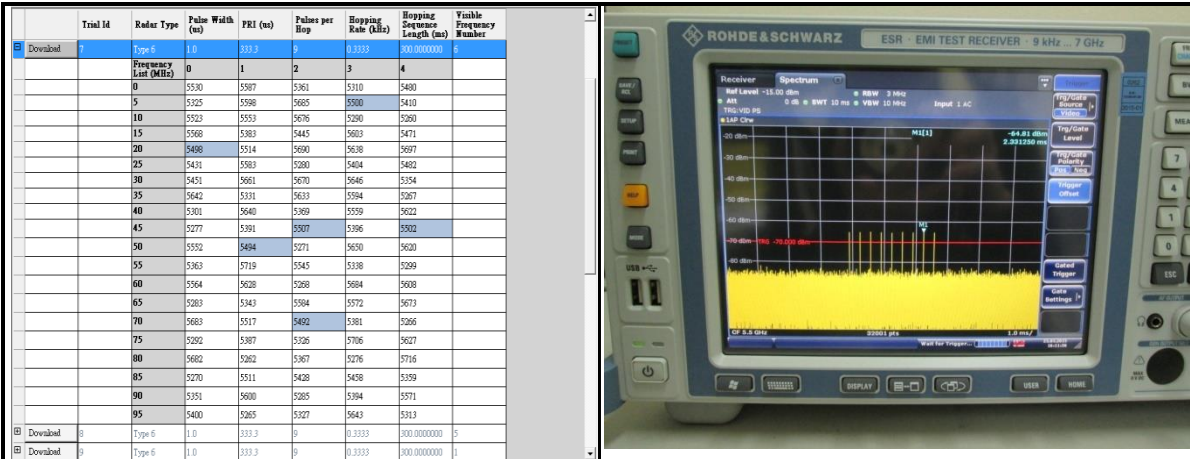 Trial Id Radar Type Pulse Width (us) PRI (us) Pulses per Hop Hopping Rate (kHz) Hopping Sequence Length (ms) Visible Frequency Number
Download 7 Type 6 1.0 333.3 9 0.3333 300.0000000 6
Frequency List (MHz) 0 1 2 3 4
0 5530 5587 5361 5310 5480
5 5325 5598 5685 5500 5410
10 5523 5553 5676 5290 5260
15 5568 5383 5445 5603 5471
20 5498 5514 5690 5638 5697
25 5431 5583 5280 5404 5482
30 5451 5661 5670 5646 5354
35 5642 5331 5633 5594 5267
40 5301 5640 5369 5559 5622
45 5277 5391 5507 5396 5502
50 5552 5494 5271 5650 5620
55 5363 5719 5545 5338 5299
60 5564 5628 5268 5684 5608
65 5283 5343 5584 5572 5673
70 5683 5517 5492 5381 5266
75 5292 5387 5326 5706 5627
80 5682 5262 5367 5276 5716
85 5270 5511 5428 5458 5359
90 5351 5600 5285 5394 5571
95 5400 5265 5327 5643 5313
Download 8 Type 6 1.0 333.3 9 0.3333 300.0000000 5
Download 9 Type 6 1.0 333.3 9 0.3333 300.0000000 1
ROHDE & SCHWARZ ESR · EMI TEST RECEIVER · 9 kHz ... 7 GHz
PRESET
Receiver Spectrum Trigger
Ref Level -15.00 dBm RBW 3 MHz
Att 0 dB SWT 10 ms VBW 10 MHz Input 1 AC
TRG:VID PS
1AP Clrw
M1[1] -64.81 dBm
2.331250 ms
-20 dBm
-30 dBm
-40 dBm
-50 dBm
-60 dBm
M1
-70 dBm TRG -70.000 dBm
-80 dBm
CF 5.5 GHz 32001 pts 1.0 ms/
Wait for Trigger...
Trg/Gate Source
Video
Trg/Gate Level
Trg/Gate Polarity
Pos Neg
Trigger Offset
Gated Trigger
Gate Settings
SAVE / RCL
SETUP
PRINT
HELP
MODE
USB
7
4
1
0
ESC
DISPLAY
USER
HOME